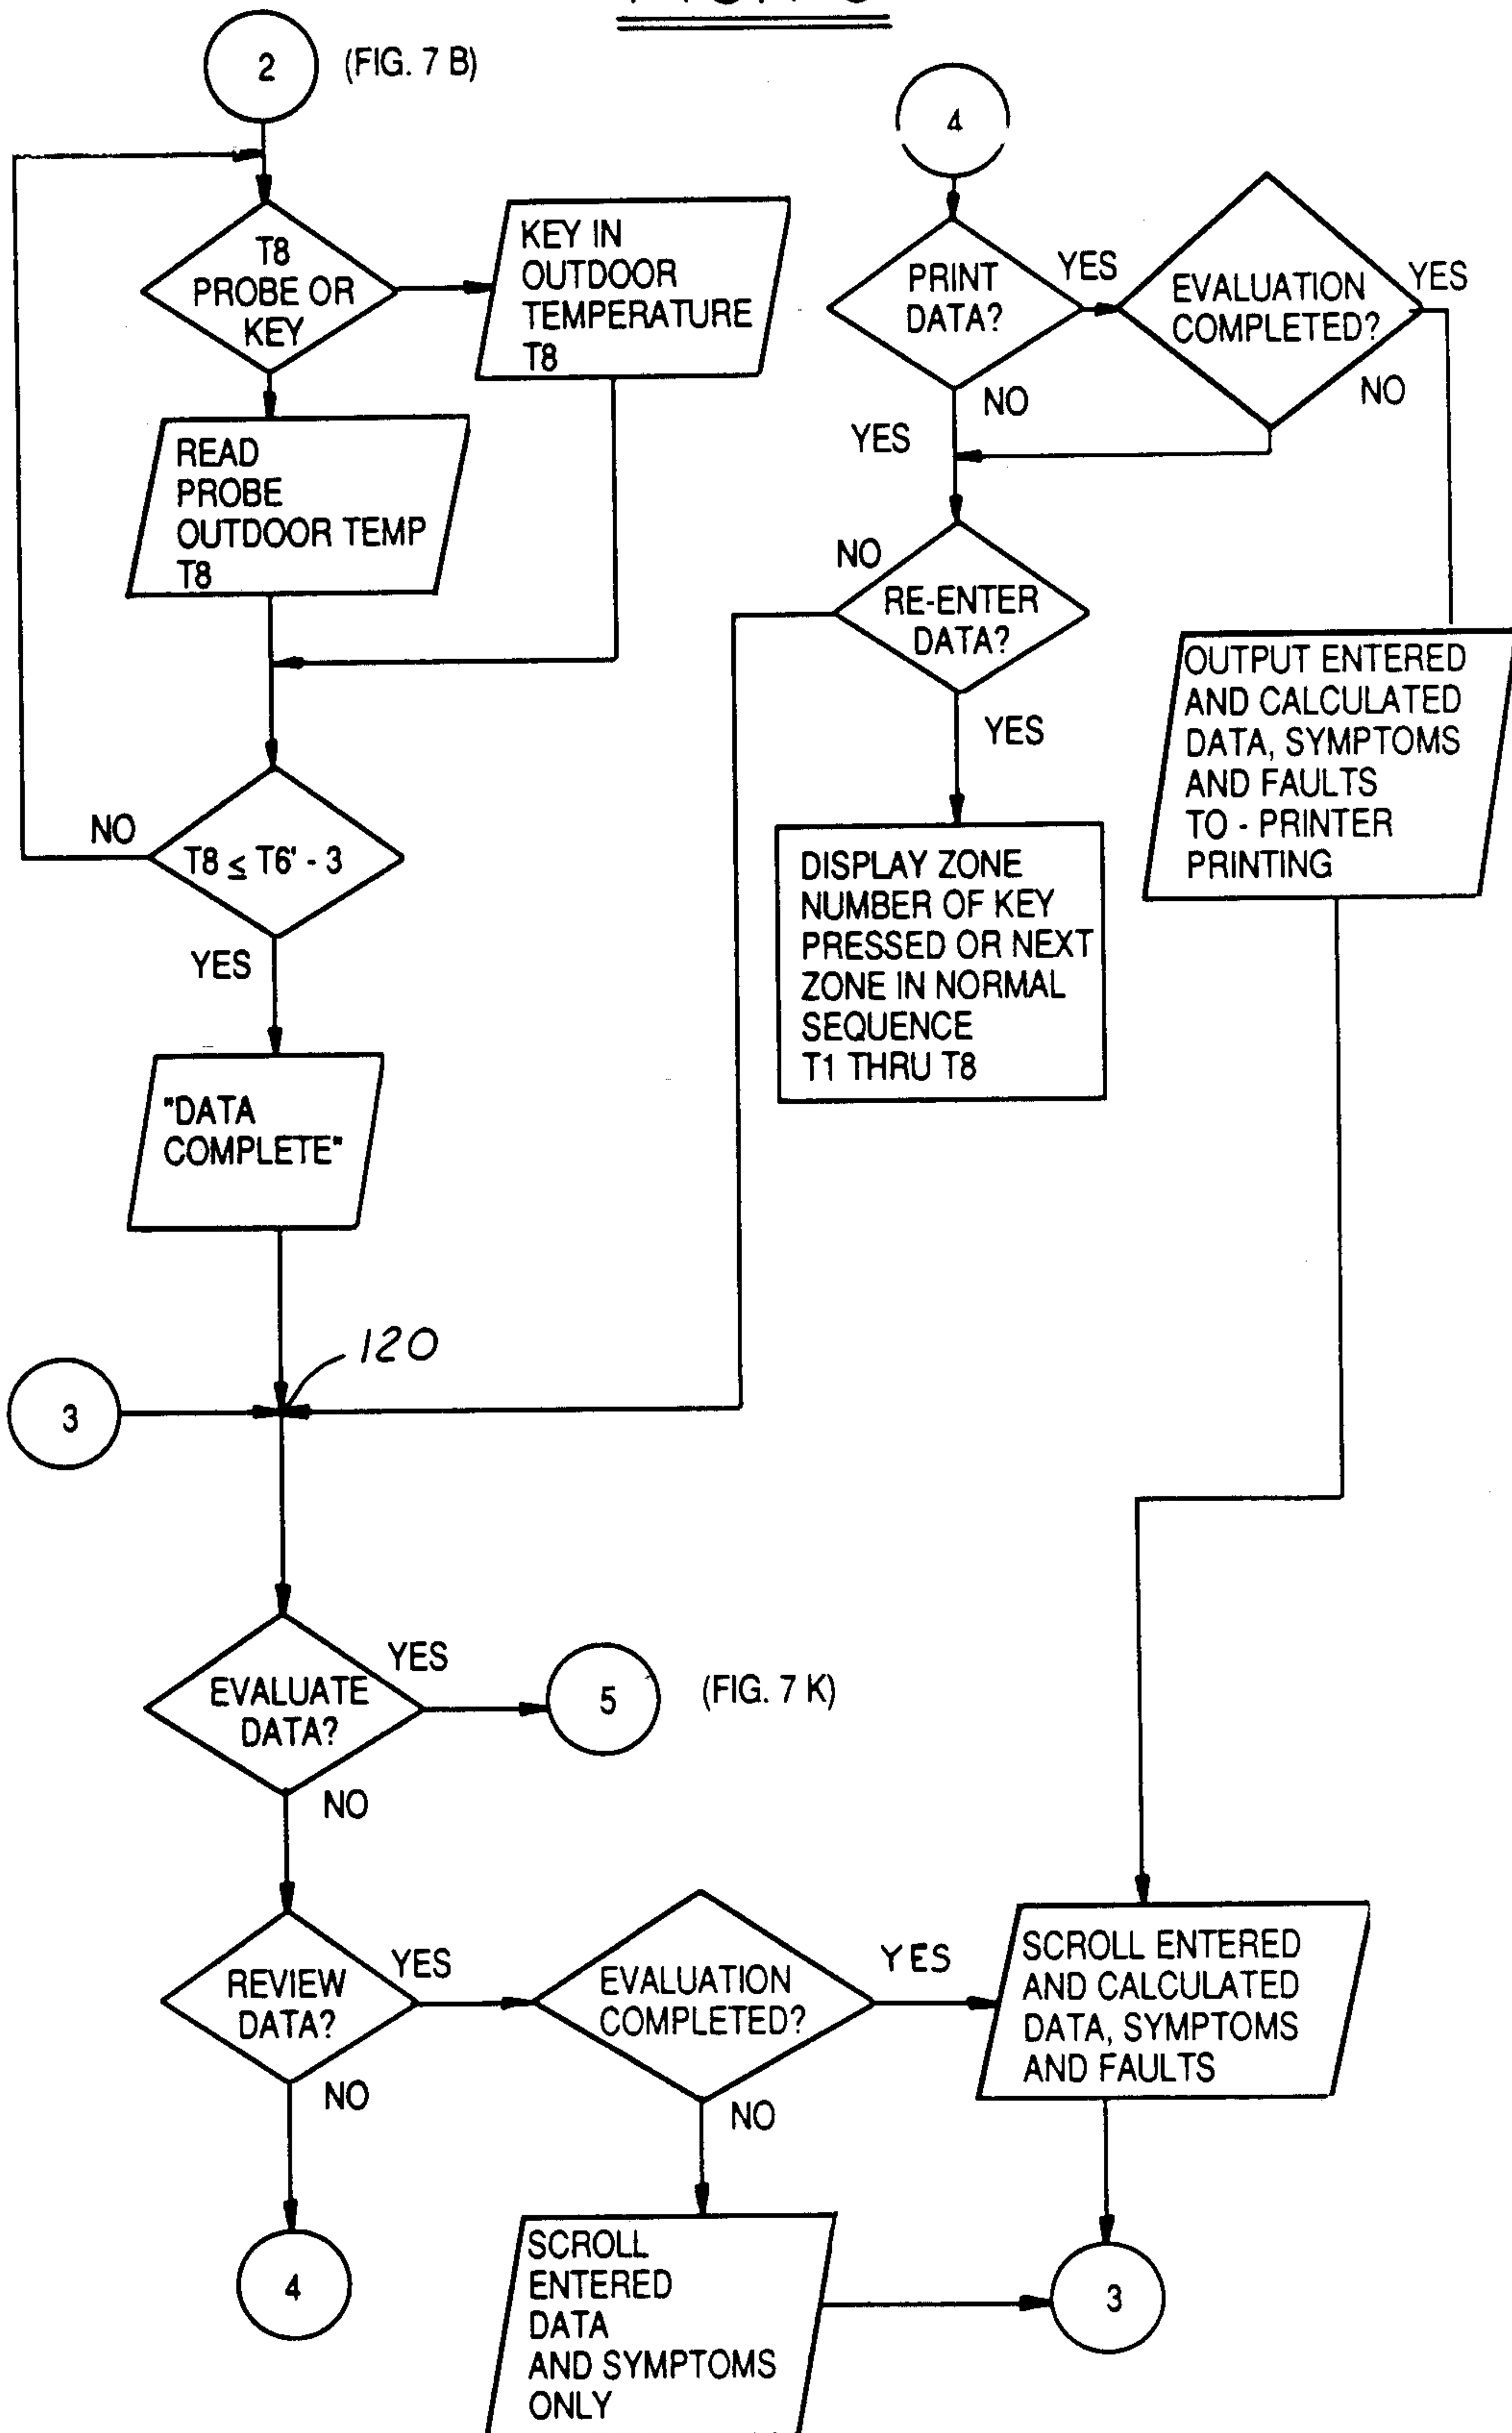 2
(FIG. 7 B)
T8
PROBE OR
KEY
KEY IN
OUTDOOR
TEMPERATURE
T8
READ
PROBE
OUTDOOR TEMP
T8
NO
T8 ≤ T6' - 3
YES
"DATA
COMPLETE"
120
3
EVALUATE
DATA?
YES
5
(FIG. 7 K)
NO
REVIEW
DATA?
YES
EVALUATION
COMPLETED?
YES
SCROLL ENTERED
AND CALCULATED
DATA, SYMPTOMS
AND FAULTS
NO
4
NO
SCROLL
ENTERED
DATA
AND SYMPTOMS
ONLY
3
4
PRINT
DATA?
YES
EVALUATION
COMPLETED?
YES
NO
NO
YES
NO
RE-ENTER
DATA?
YES
DISPLAY ZONE
NUMBER OF KEY
PRESSED OR NEXT
ZONE IN NORMAL
SEQUENCE
T1 THRU T8
OUTPUT ENTERED
AND CALCULATED
DATA, SYMPTOMS
AND FAULTS
TO - PRINTER
PRINTING